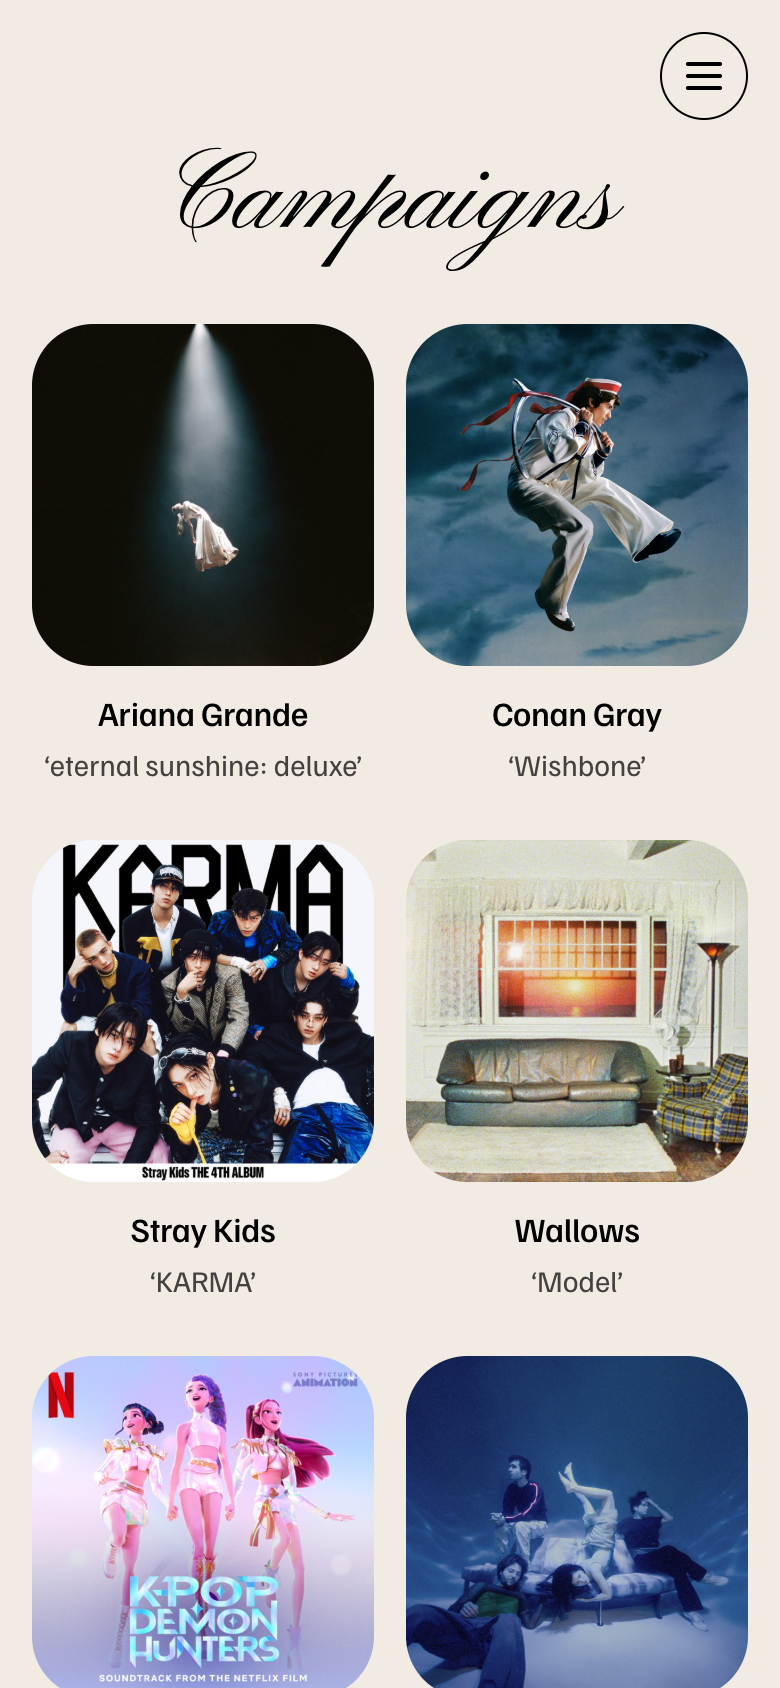 Campaigns
Ariana Grande
‘eternal sunshine: deluxe’
Conan Gray
‘Wishbone’
KARMA
Stray Kids THE 4TH ALBUM
Stray Kids
‘KARMA’
Wallows
‘Model’
N
SONY PICTURES
ANIMATION
K-POP
DEMON
HUNTERS
SOUNDTRACK FROM THE NETFLIX FILM